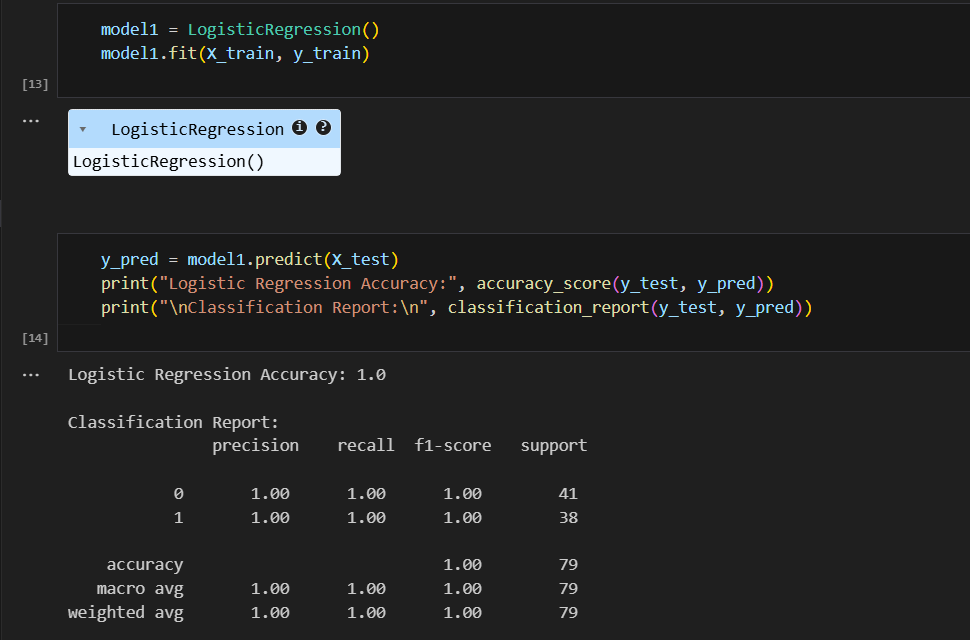 model1 = LogisticRegression()
model1.fit(X_train, y_train)
[13]
...
LogisticRegression i ?
LogisticRegression()
y_pred = model1.predict(X_test)
print("Logistic Regression Accuracy:", accuracy_score(y_test, y_pred))
print("\nClassification Report:\n", classification_report(y_test, y_pred))
[14]
...
Logistic Regression Accuracy: 1.0
Classification Report:
precision recall f1-score support
0 1.00 1.00 1.00 41
1 1.00 1.00 1.00 38
accuracy 1.00 79
macro avg 1.00 1.00 1.00 79
weighted avg 1.00 1.00 1.00 79